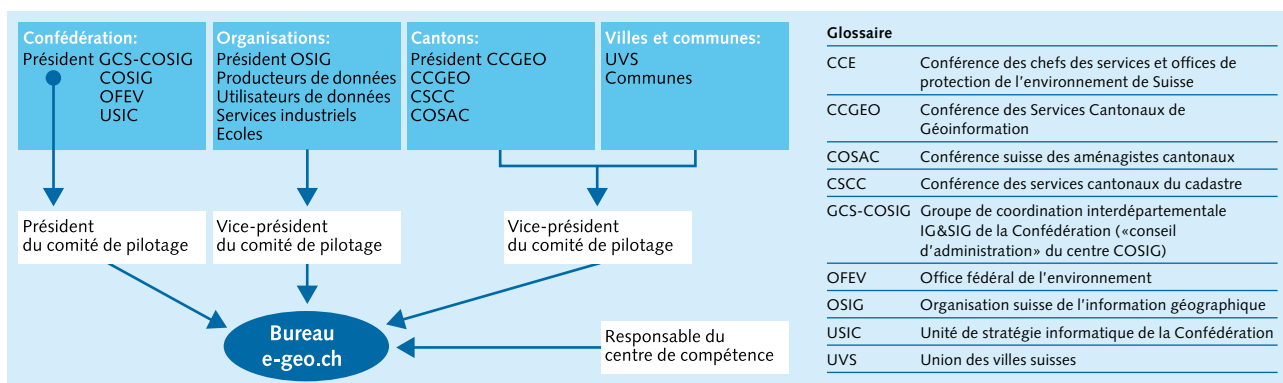 Confédération:
Président GCS-COSIG
COSIG
OFEV
USIC
Organisations:
Président OSIG
Producteurs de données
Utilisateurs de données
Services industriels
Ecoles
Cantons:
Président CCGEO
CCGEO
CSCC
COSAC
Villes et communes:
UVS
Communes
Président
du comité de pilotage
Vice-président
du comité de pilotage
Vice-président
du comité de pilotage
Bureau
e-geo.ch
Responsable du
centre de compétence
Glossaire
CCE Conférence des chefs des services et offices de
protection de l’environnement de Suisse
CCGEO Conférence des Services Cantonaux de
Géoinformation
COSAC Conférence suisse des aménagistes cantonaux
CSCC Conférence des services cantonaux du cadastre
GCS-COSIG Groupe de coordination interdépartementale
IG&SIG de la Confédération («conseil
d’administration» du centre COSIG)
OFEV Office fédéral de l’environnement
OSIG Organisation suisse de l’information géographique
USIC Unité de stratégie informatique de la Confédération
UVS Union des villes suisses